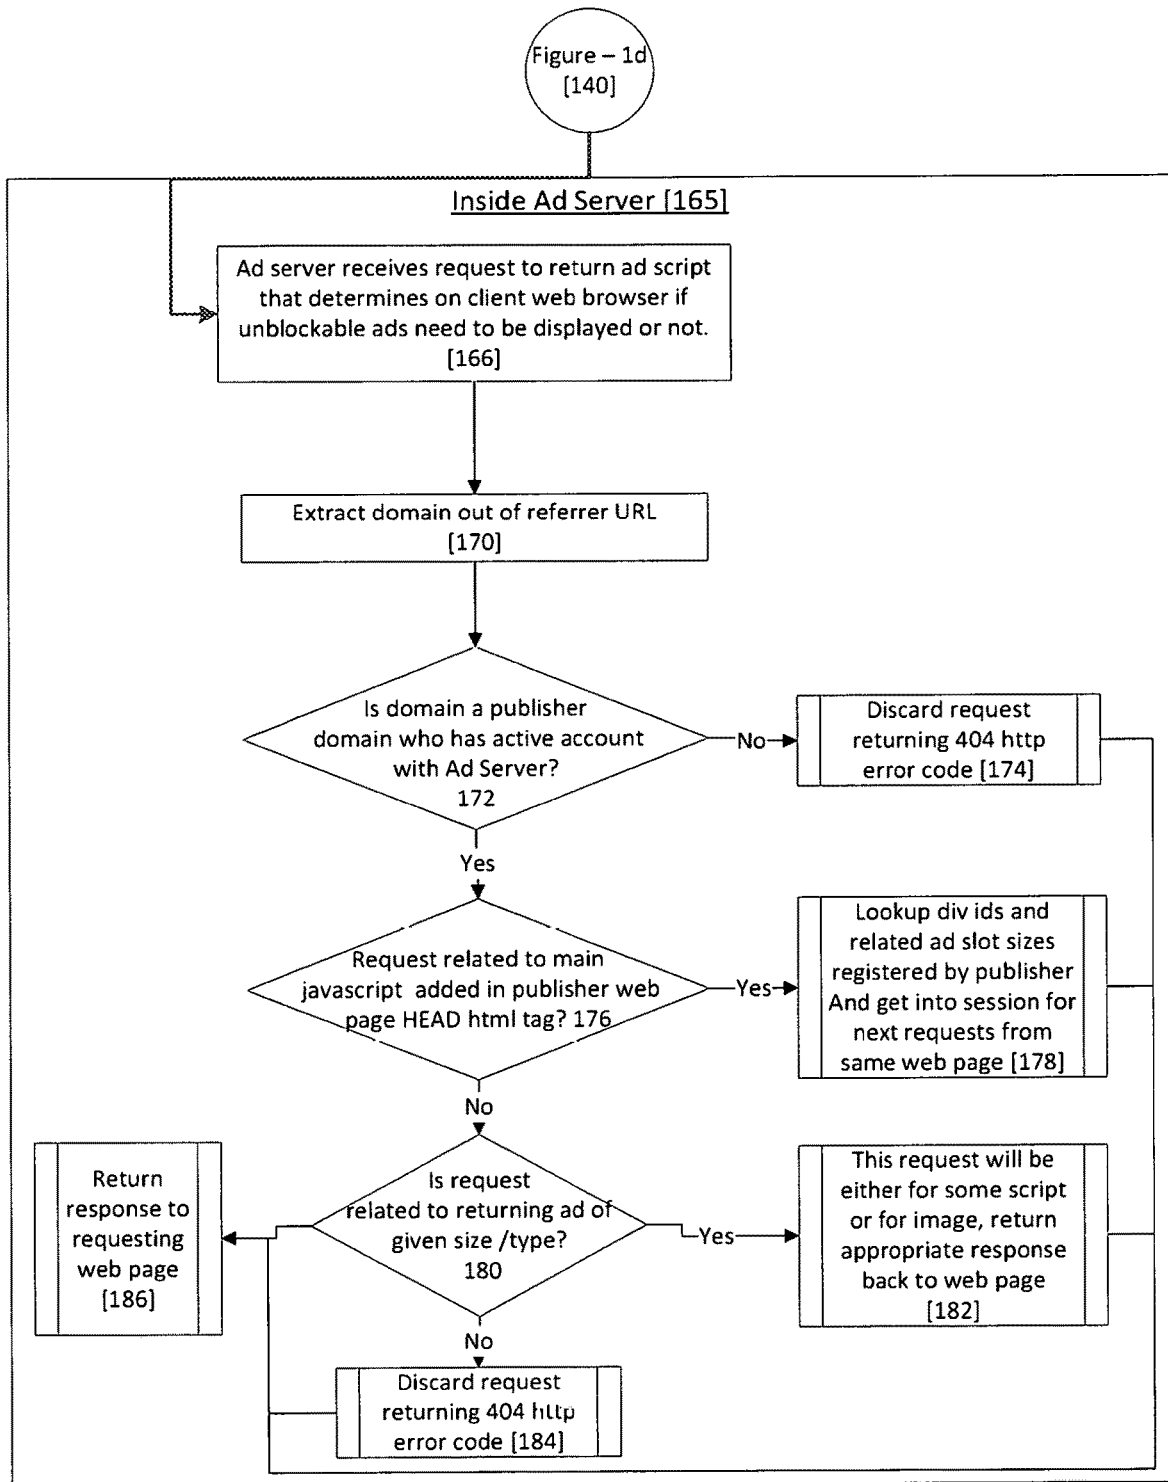 Figure – 1d
[140]
Inside Ad Server [165]
Ad server receives request to return ad script
that determines on client web browser if
unblockable ads need to be displayed or not.
[166]
Extract domain out of referrer URL
[170]
Is domain a publisher
domain who has active account
with Ad Server?
172
No
Discard request
returning 404 http
error code [174]
Yes
Request related to main
javascript added in publisher web
page HEAD html tag? 176
Yes
Lookup div ids and
related ad slot sizes
registered by publisher
And get into session for
next requests from
same web page [178]
No
Is request
related to returning ad of
given size /type?
180
Yes
This request will be
either for some script
or for image, return
appropriate response
back to web page
[182]
Return
response to
requesting
web page
[186]
No
Discard request
returning 404 http
error code [184]